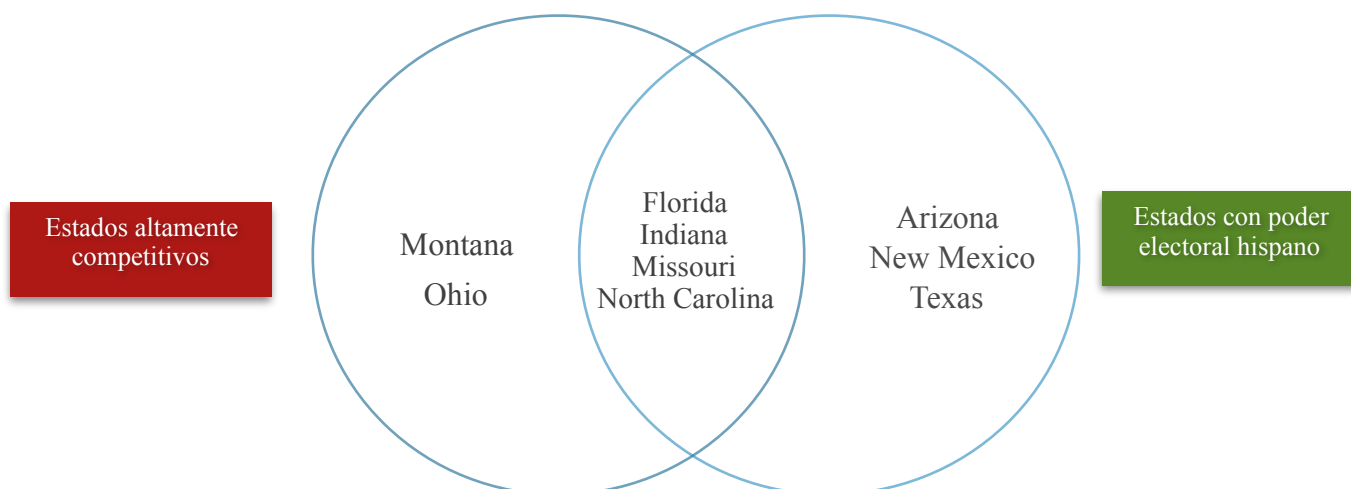 Estados altamente
competitivos
Montana
Ohio
Florida
Indiana
Missouri
North Carolina
Arizona
New Mexico
Texas
Estados con poder
electoral hispano